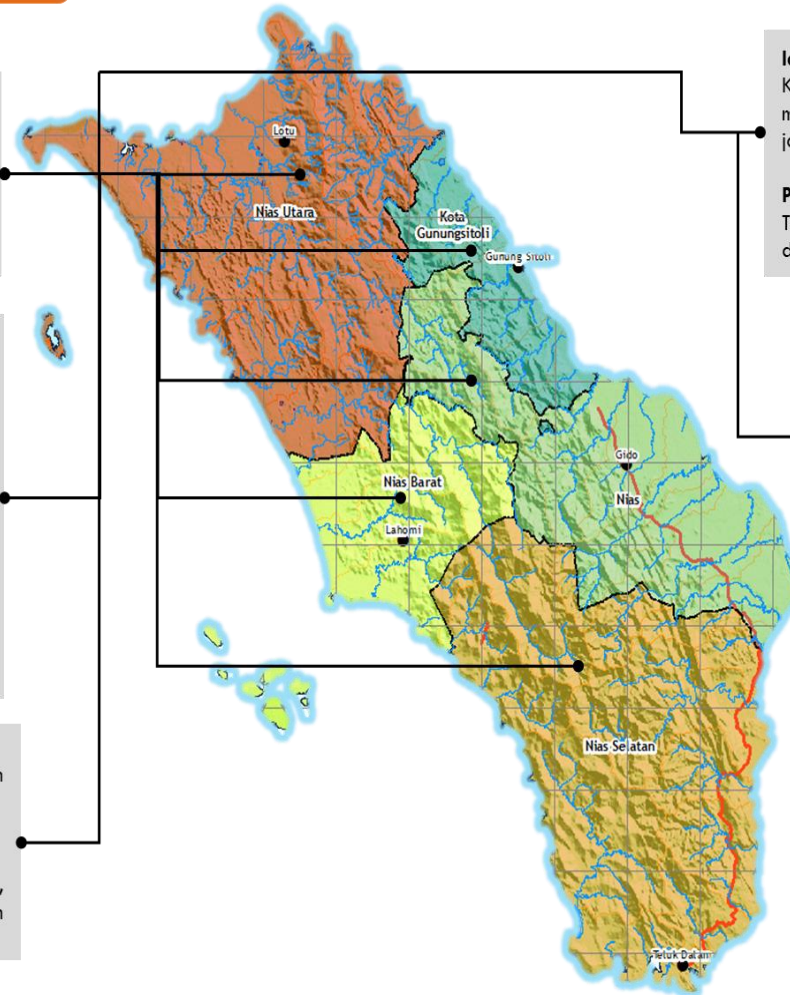 Lotu
Nias Utara
Kota
Gunungsitoli
Gunung Sitoli
Gido
Nias
Nias Barat
Lahomi
Nias Selatan
Teluk Dalam